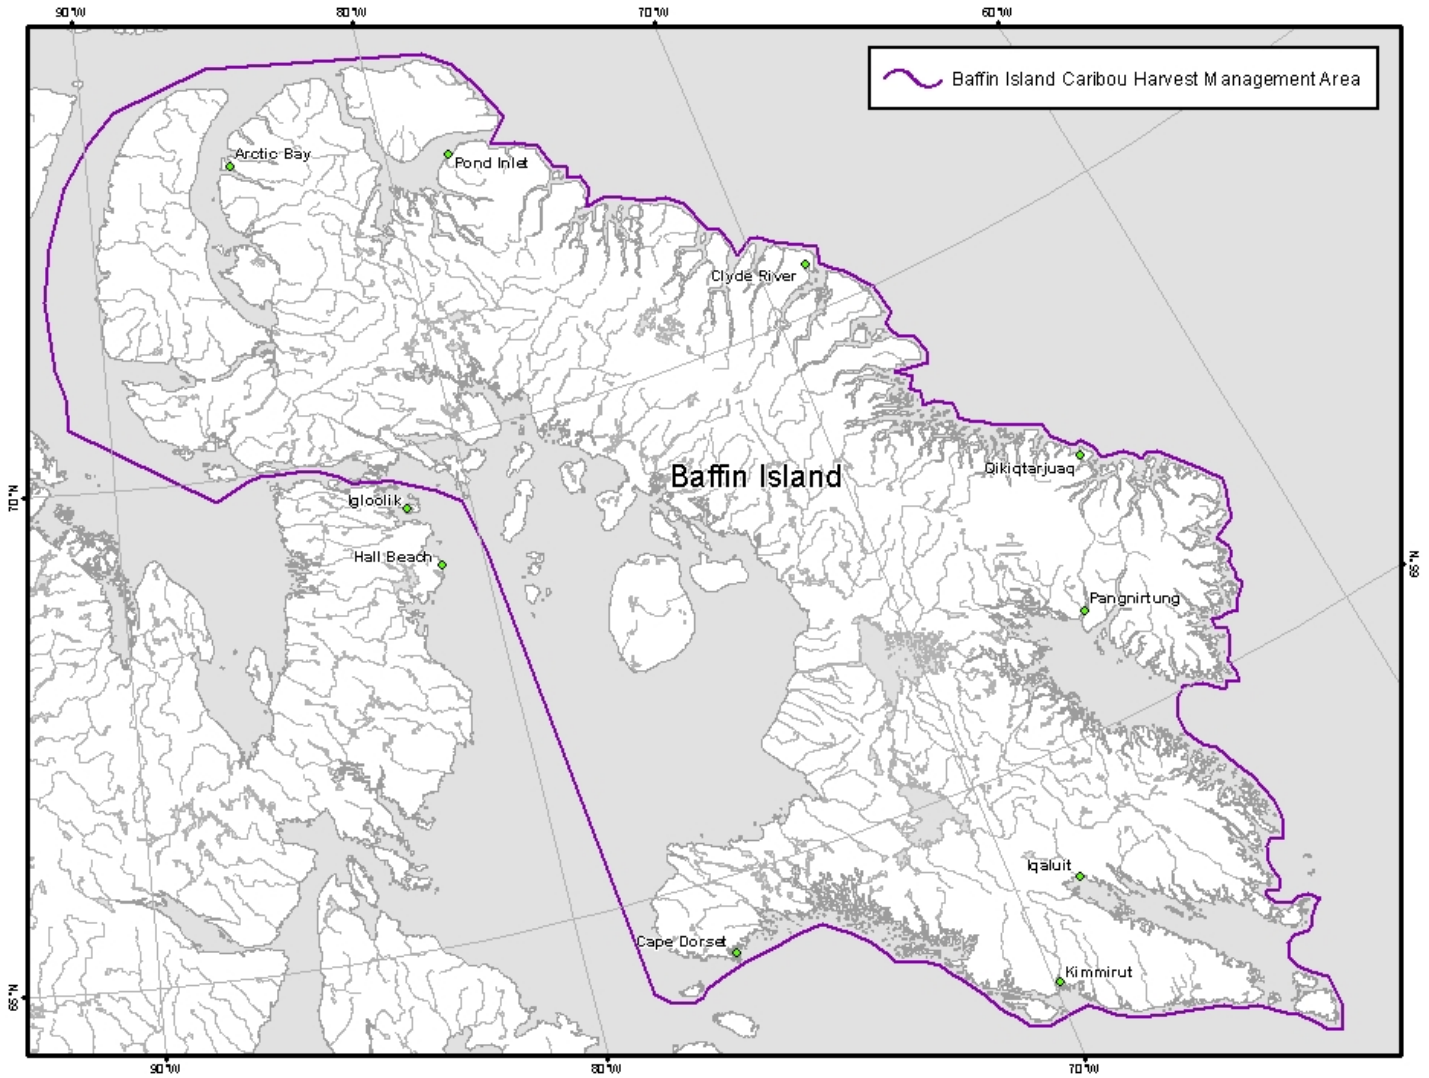 90°W 80°W 70°W 60°W
Baffin Island Caribou Harvest Management Area
Arctic Bay
Pond Inlet
Clyde River
Qikiqtarjuaq
Baffin Island
70°N
Igloolik
Hall Beach
65°N
Pangnirtung
Iqaluit
Cape Dorset
Kimmirut
65°N
90°W 80°W 70°W